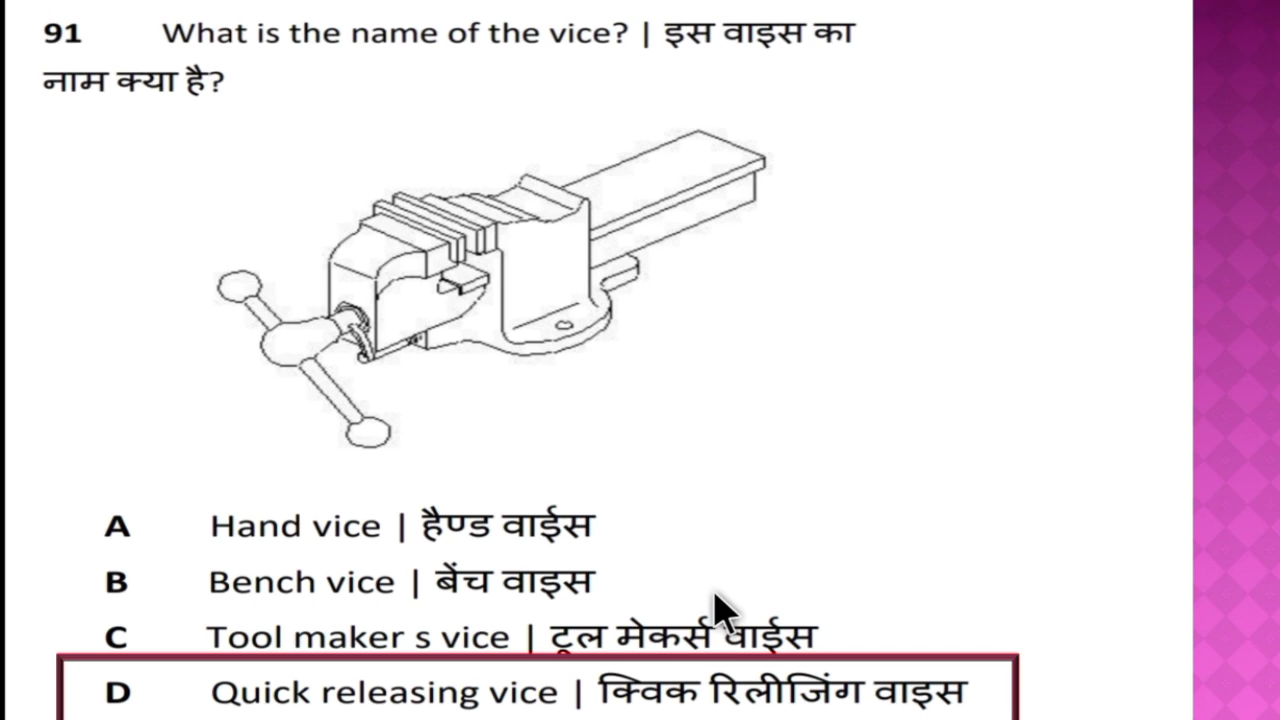 91 What is the name of the vice? | इस वाइस का
नाम क्या है?
A Hand vice | हैण्ड वाईस
B Bench vice | बेंच वाइस
C Tool maker s vice | टूल मेकर्स वाईस
D Quick releasing vice | क्विक रिलीजिंग वाइस